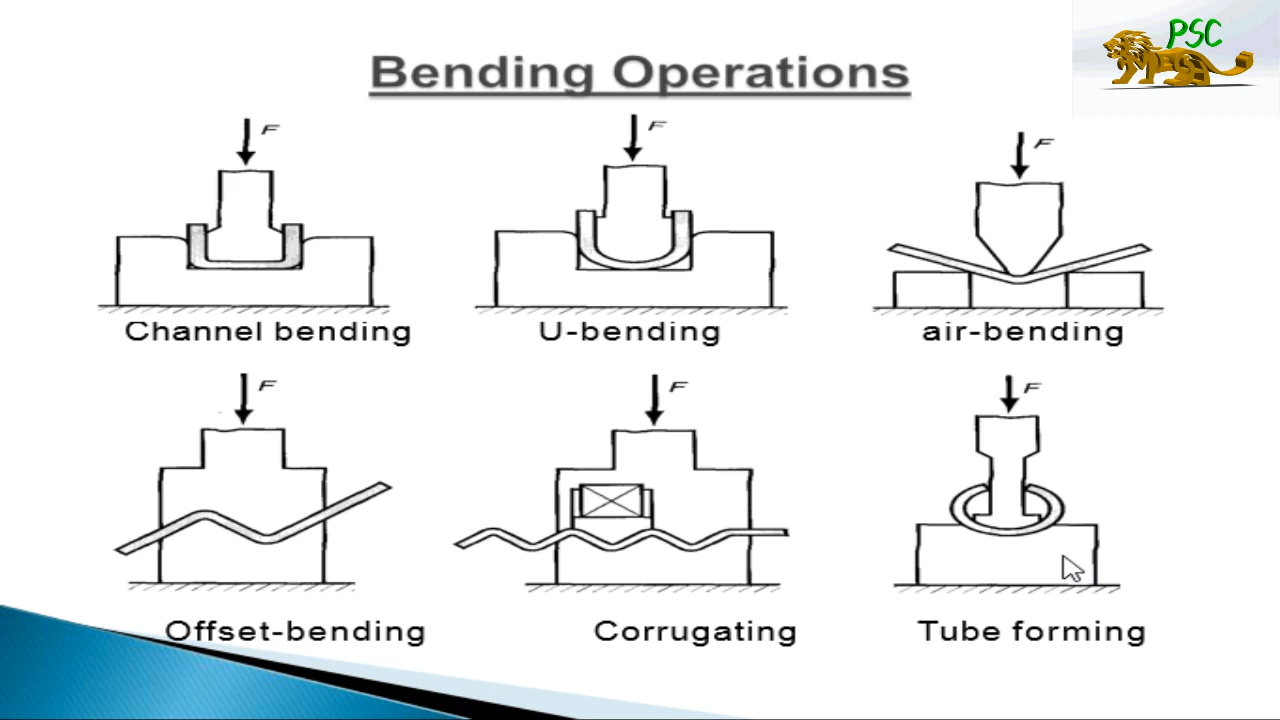 PSC
Bending Operations
F
F
F
Channel bending
U-bending
air-bending
F
F
F
Offset-bending
Corrugating
Tube forming